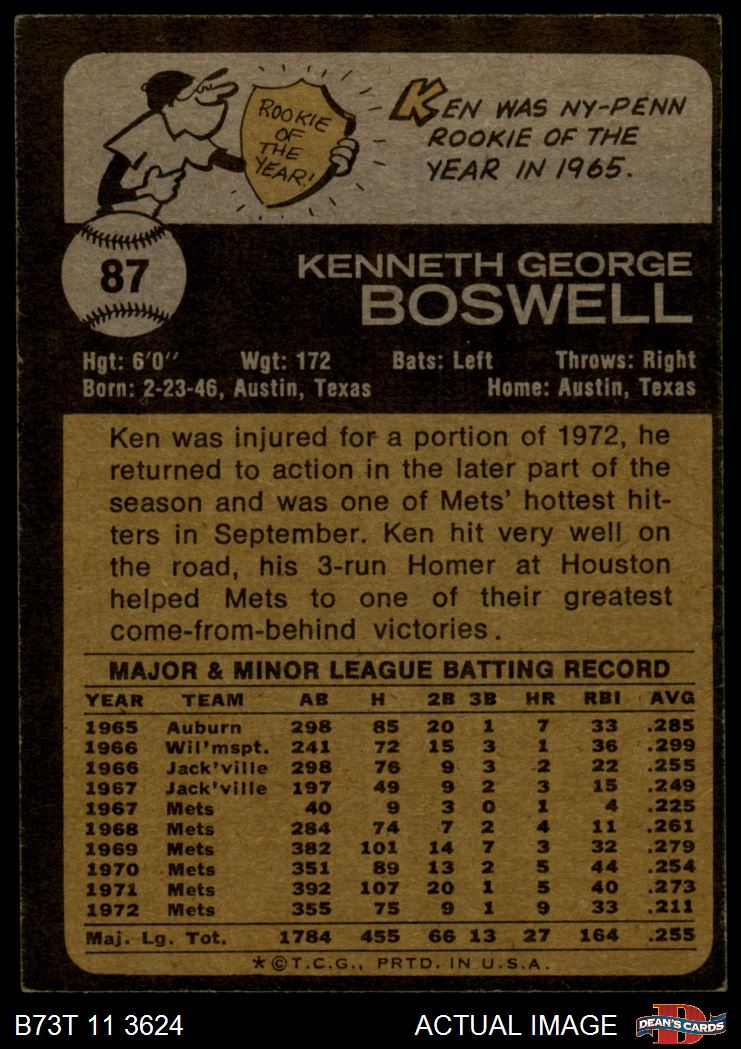 ROOKIE
OF
THE
YEAR!
KEN WAS NY-PENN
ROOKIE OF THE
YEAR IN 1965.
87
KENNETH GEORGE
BOSWELL
Hgt: 6'0" Wgt: 172 Bats: Left Throws: Right
Born: 2-23-46, Austin, Texas Home: Austin, Texas
Ken was injured for a portion of 1972, he
returned to action in the later part of the
season and was one of Mets' hottest hit-
ters in September. Ken hit very well on
the road, his 3-run Homer at Houston
helped Mets to one of their greatest
come-from-behind victories.
MAJOR & MINOR LEAGUE BATTING RECORD
YEAR TEAM AB H 2B 3B HR RBI AVG
1965 Auburn 298 85 20 1 7 33 .285
1966 Wil'mspt. 241 72 15 3 1 36 .299
1966 Jack'ville 298 76 9 3 2 22 .255
1967 Jack'ville 197 49 9 2 3 15 .249
1967 Mets 40 9 3 0 1 4 .225
1968 Mets 284 74 7 2 4 11 .261
1969 Mets 382 101 14 7 3 32 .279
1970 Mets 351 89 13 2 5 44 .254
1971 Mets 392 107 20 1 5 40 .273
1972 Mets 355 75 9 1 9 33 .211
Maj. Lg. Tot. 1784 455 66 13 27 164 .255
*©T.C.G., PRTD. IN U.S.A.
B73T 11 3624 ACTUAL IMAGE
D
DEAN'S CARDS